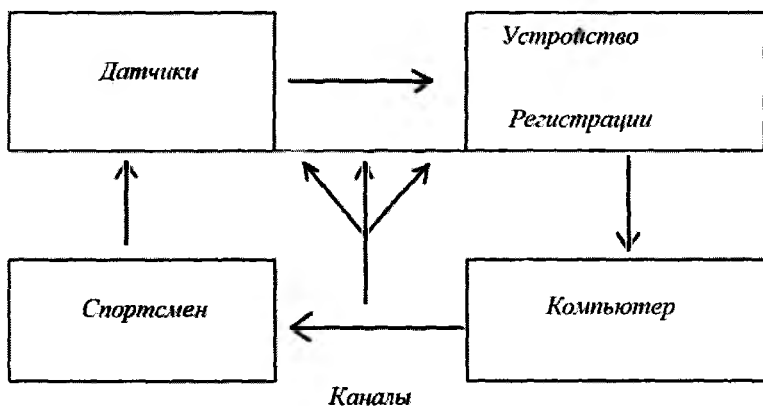 Датчики
Устройство
Регистрации
Спортсмен
Компьютер
Каналы